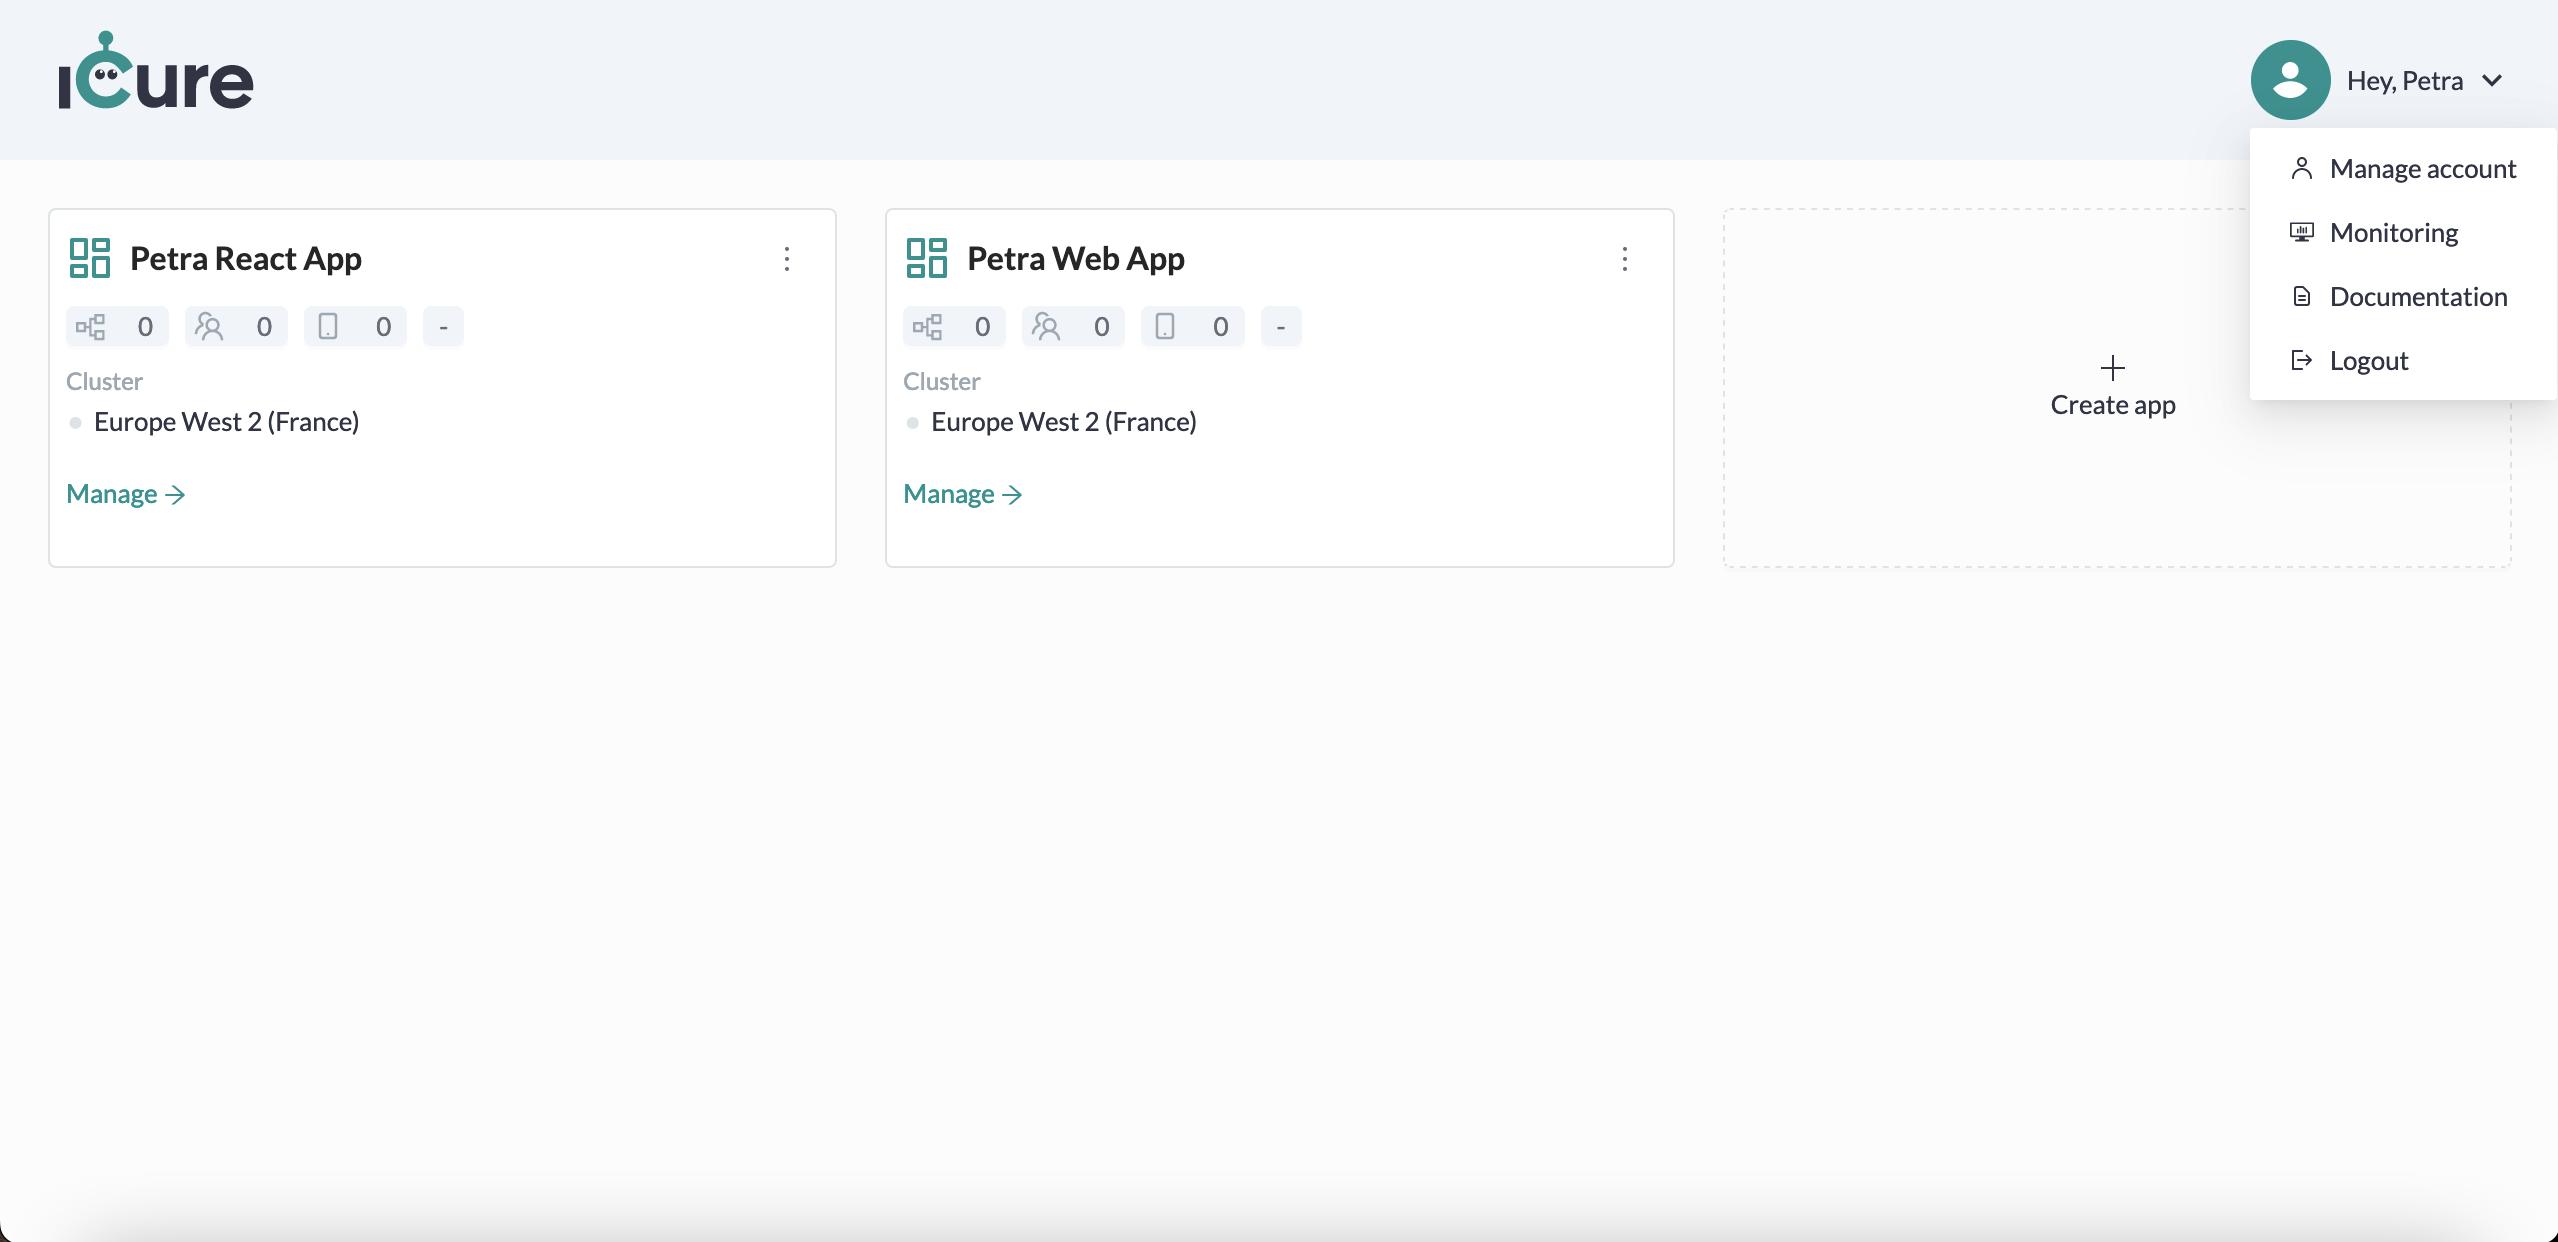 iCure
Hey, Petra
Manage account
Monitoring
Documentation
Logout
Petra React App
0 0 0 -
Cluster
Europe West 2 (France)
Manage →
Petra Web App
0 0 0 -
Cluster
Europe West 2 (France)
Manage →
+
Create app